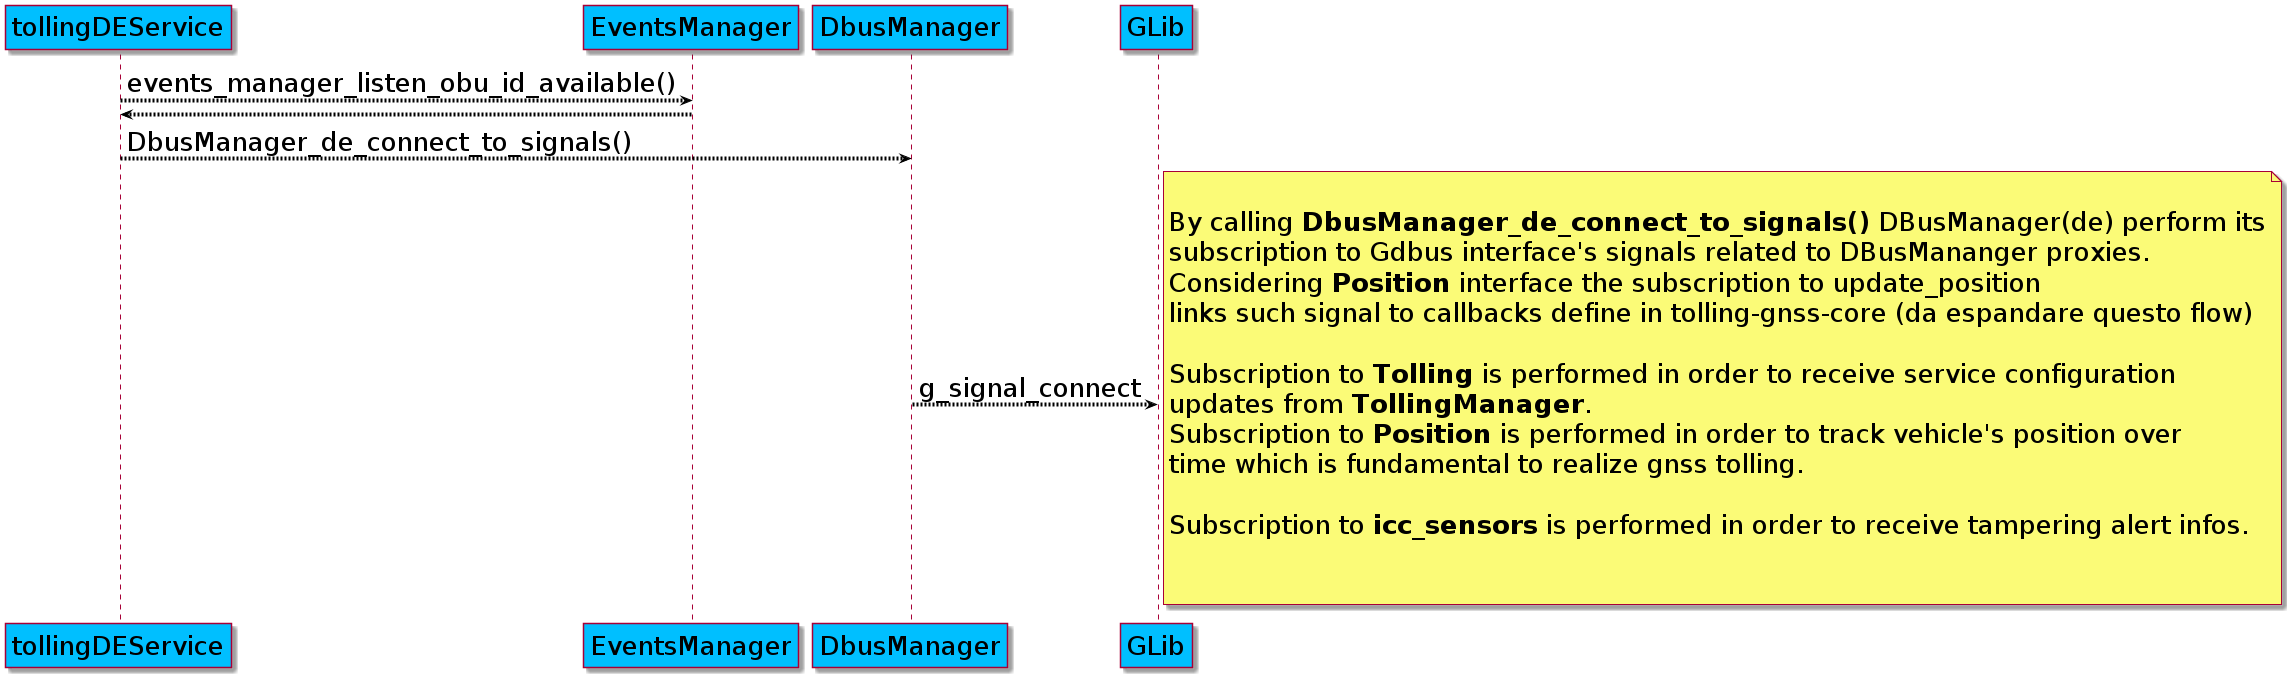 tollingDEService
EventsManager
DbusManager
GLib
events_manager_listen_obu_id_available()
DbusManager_de_connect_to_signals()
By calling DbusManager_de_connect_to_signals() DBusManager(de) perform its
subscription to Gdbus interface's signals related to DBusMananger proxies.
Considering Position interface the subscription to update_position
links such signal to callbacks define in tolling-gnss-core (da espandare questo flow)
Subscription to Tolling is performed in order to receive service configuration
updates from TollingManager.
Subscription to Position is performed in order to track vehicle's position over
time which is fundamental to realize gnss tolling.
Subscription to icc_sensors is performed in order to receive tampering alert infos.
g_signal_connect
tollingDEService
EventsManager
DbusManager
GLib